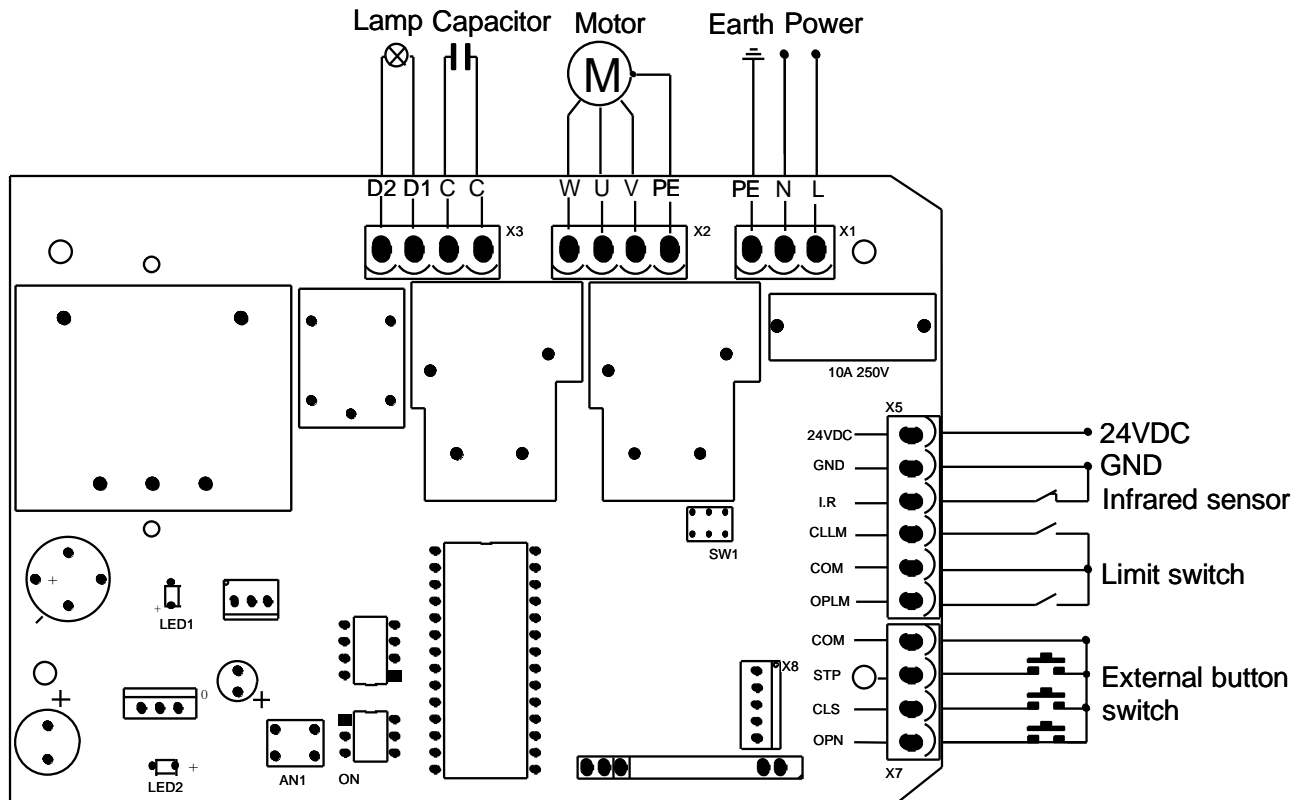 Lamp Capacitor Motor Earth Power
M
D2 D1 C C W U V PE PE N L
X3 X2 X1
10A 250V
X5
24VDC 24VDC
GND GND
I.R Infrared sensor
CLLM
SW1
COM Limit switch
OPLM
LED1
COM
X8
STP External button
CLS switch
0
OPN
X7
LED2
AN1
ON